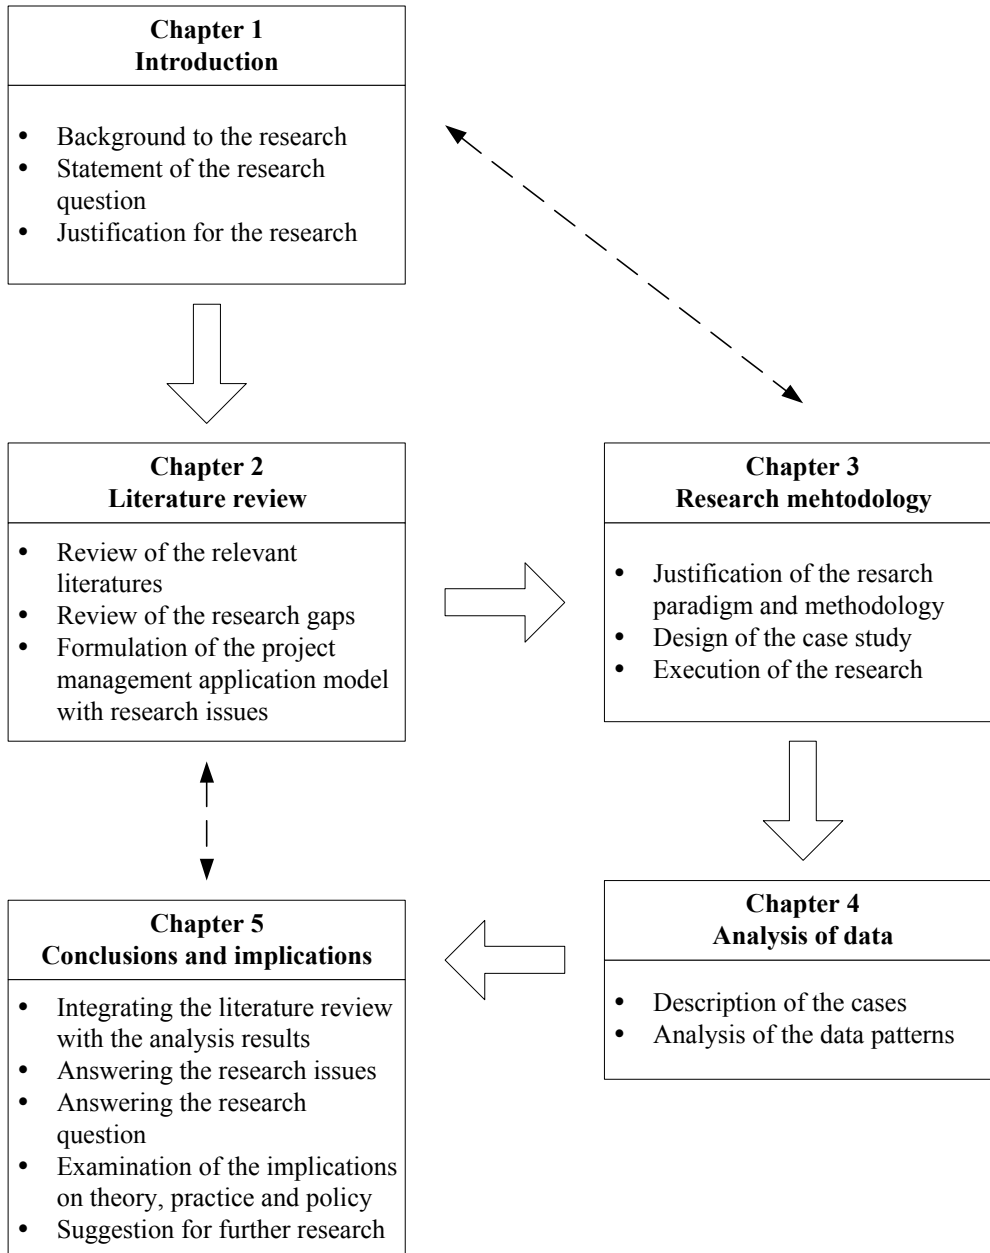 Chapter 1
Introduction
• Background to the research
• Statement of the research
question
• Justification for the research
Chapter 2
Literature review
• Review of the relevant
literatures
• Review of the research gaps
• Formulation of the project
management application model
with research issues
Chapter 3
Research mehtodology
• Justification of the resarch
paradigm and methodology
• Design of the case study
• Execution of the research
Chapter 4
Analysis of data
• Description of the cases
• Analysis of the data patterns
Chapter 5
Conclusions and implications
• Integrating the literature review
with the analysis results
• Answering the research issues
• Answering the research
question
• Examination of the implications
on theory, practice and policy
• Suggestion for further research